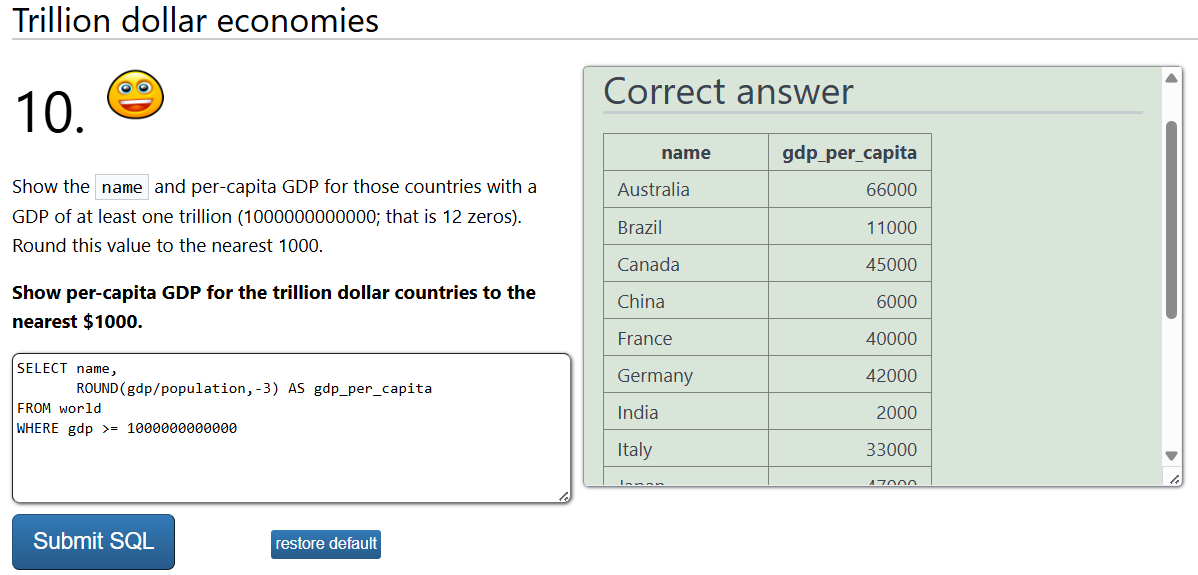 Trillion dollar economies
10.
Show the name and per-capita GDP for those countries with a
GDP of at least one trillion (1000000000000; that is 12 zeros).
Round this value to the nearest 1000.
Show per-capita GDP for the trillion dollar countries to the
nearest $1000.
SELECT name,
ROUND(gdp/population,-3) AS gdp_per_capita
FROM world
WHERE gdp >= 1000000000000
Submit SQL
restore default
Correct answer
name gdp_per_capita
Australia 66000
Brazil 11000
Canada 45000
China 6000
France 40000
Germany 42000
India 2000
Italy 33000
Japan 47000